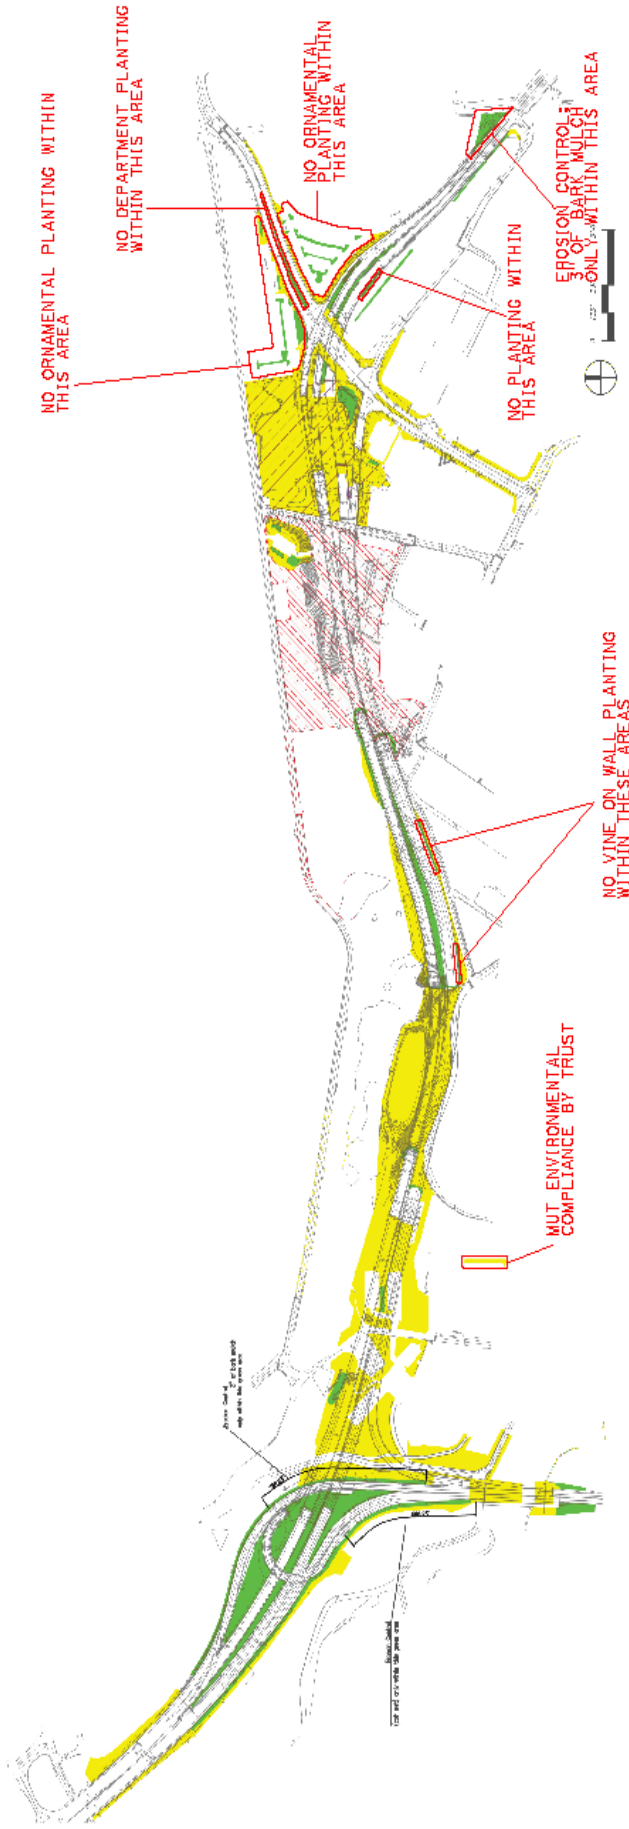 NO ORNAMENTAL PLANTING WITHIN
THIS AREA
NO DEPARTMENT PLANTING
WITHIN THIS AREA
NO ORNAMENTAL
PLANTING WITHIN
THIS AREA
EROSION CONTROL;
3" OF BARK MULCH
ONLY WITHIN THIS AREA
NO PLANTING WITHIN
THIS AREA
NO VINE ON WALL PLANTING
WITHIN THESE AREAS
MUT ENVIRONMENTAL
COMPLIANCE BY TRUST
Erosion Control